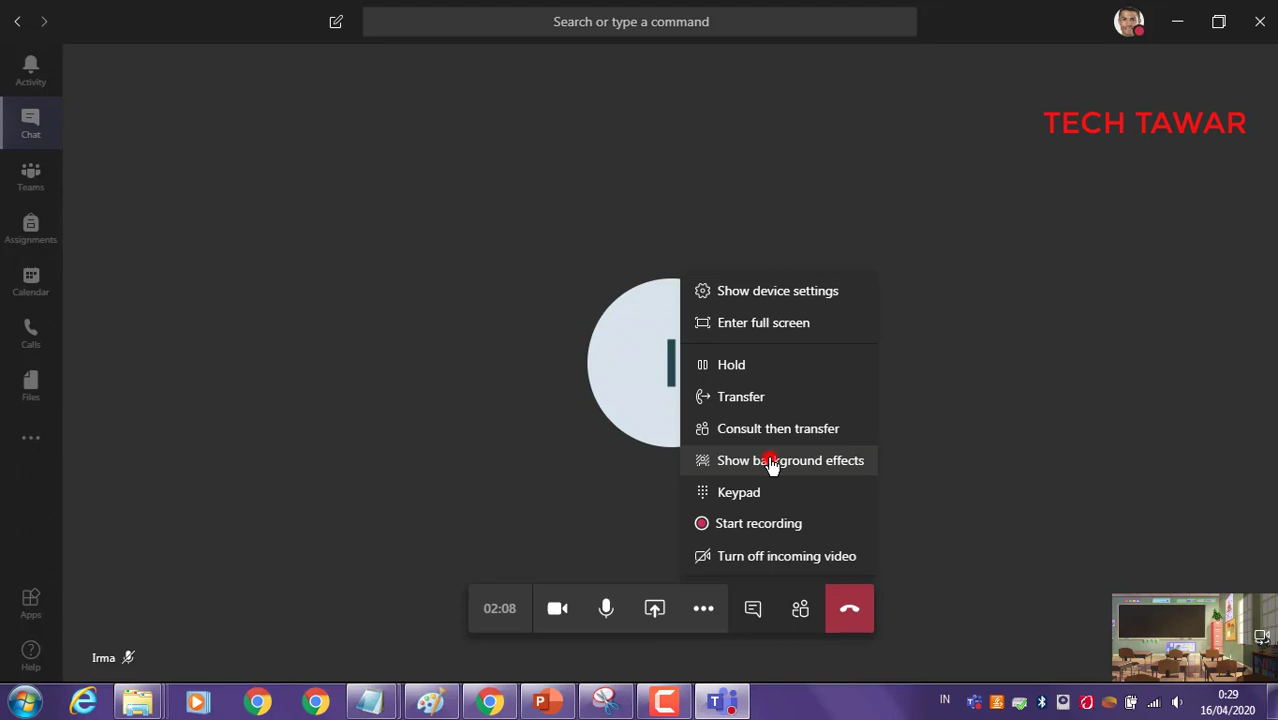 Search or type a command
Activity
Chat
Teams
Assignments
Calendar
Calls
Files
Apps
Help
TECH TAWAR
I
Show device settings
Enter full screen
Hold
Transfer
Consult then transfer
Show background effects
Keypad
Start recording
Turn off incoming video
02:08
Irma
IN
0:29
16/04/2020